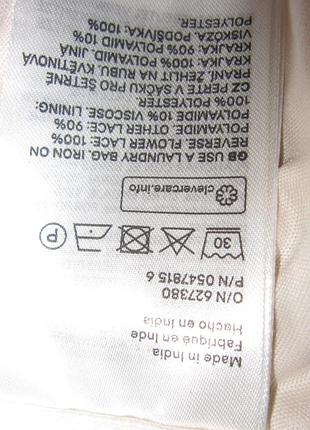 Made in India
Fabriqué en Inde
Hecho en India
O/N 627380
P/N 0547815 6
30
P
clevercare.info
GB USE A LAUNDRY BAG. IRON ON
REVERSE. FLOWER LACE: 100%
POLYAMIDE. OTHER LACE: 90%
POLYAMIDE 10% VISCOSE. LINING:
100% POLYESTER.
CZ PERTE V SÁČKU PRO ŠETRNÉ
PRANÍ. ŽEHLIT NA RUBU. KVĚTINOVÁ
KRAJKA: 100% POLYAMID. JINÁ
KRAJKA: 90% POLYAMID 10%
VISKÓZA. PODŠÍVKA: 100%
POLYESTER.